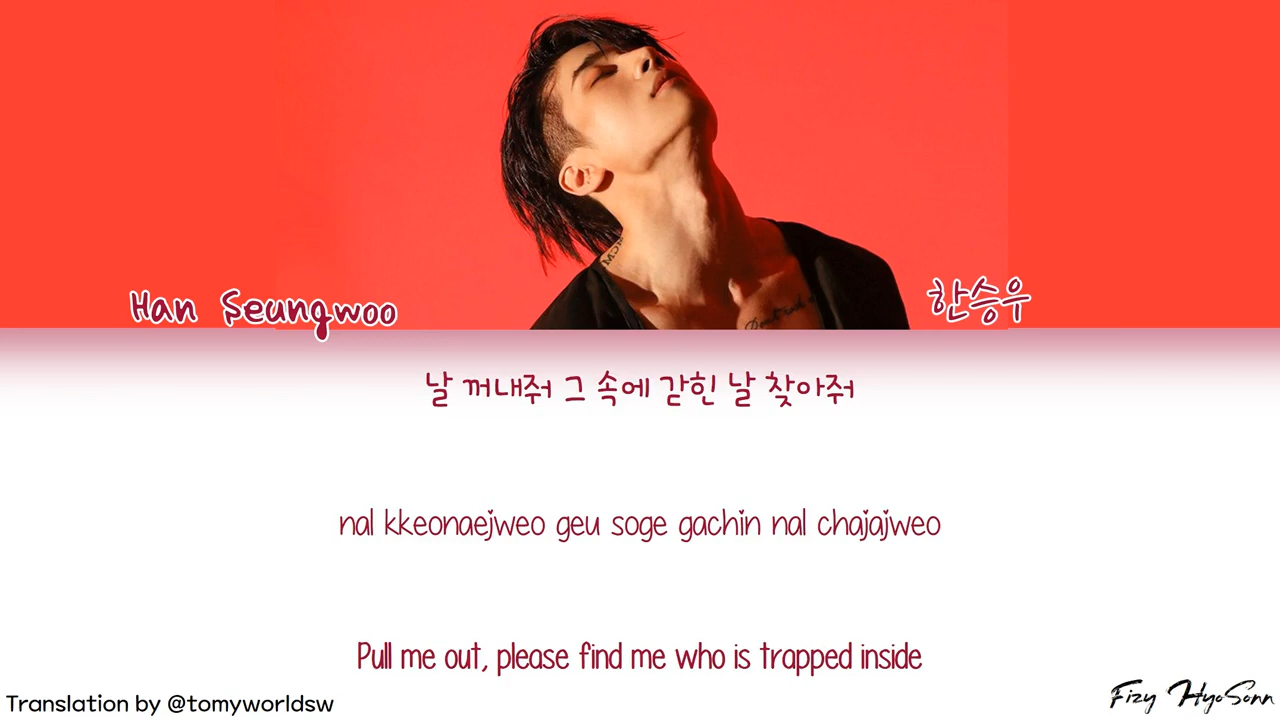 Han Seungwoo
한승우
날 꺼내줘 그 속에 갇힌 날 찾아줘
nal kkeonaejweo geu soge gachin nal chajajweo
Pull me out, please find me who is trapped inside
Translation by @tomyworldsw
Fizy HyoSonn